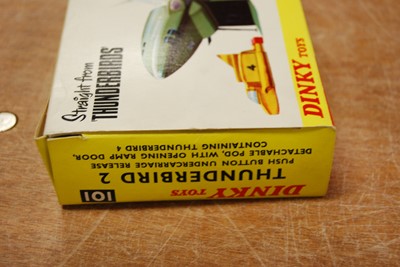 Straight from
THUNDERBIRDS
4
DINKY TOYS
DINKY TOYS
101
THUNDERBIRD 2
PUSH BUTTON UNDERCARRIAGE RELEASE
DETACHABLE POD, WITH OPENING RAMP DOOR,
CONTAINING THUNDERBIRD 4